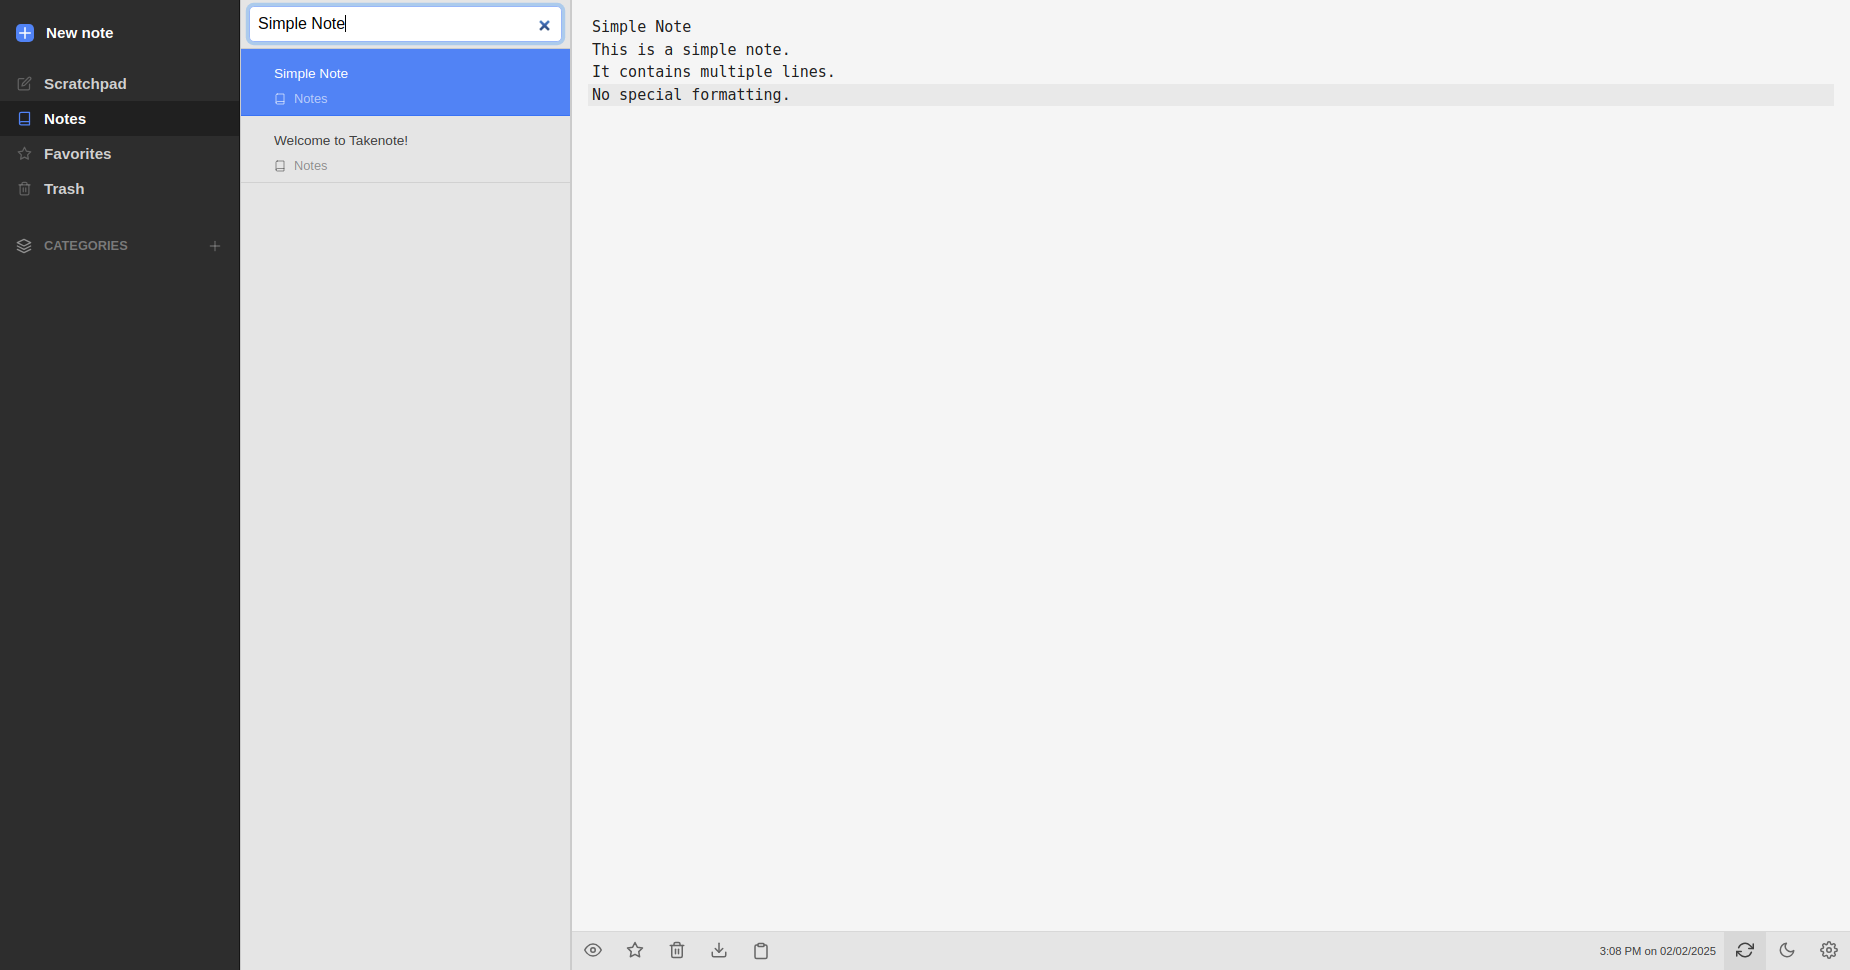 New note
Scratchpad
Notes
Favorites
Trash
CATEGORIES
Simple Note
Simple Note
Notes
Welcome to Takenote!
Notes
Simple Note
This is a simple note.
It contains multiple lines.
No special formatting.
3:08 PM on 02/02/2025